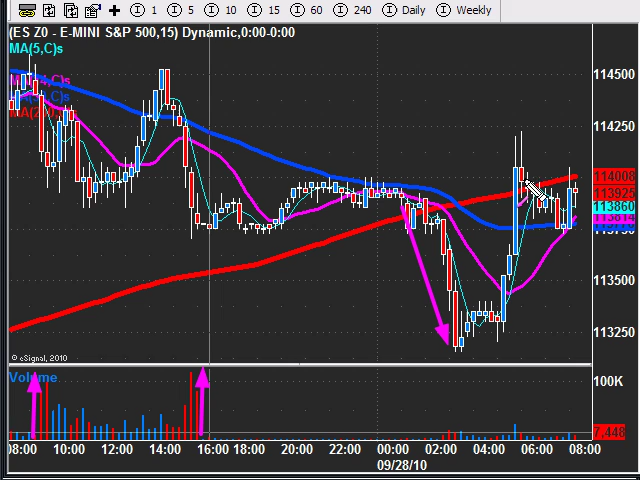 1 5 10 15 30 60 240 Daily Weekly
(ES Z0 - E-MINI S&P 500,15) Dynamic,0:00-0:00
MA(5,C)s
114500
114250
114008
113925
113860
113500
113250
© eSignal, 2010
Volume
100K
7,448
08:00 10:00 12:00 14:00 16:00 20:00 22:00 00:00 02:00 04:00 06:00 08:00
09/28/10